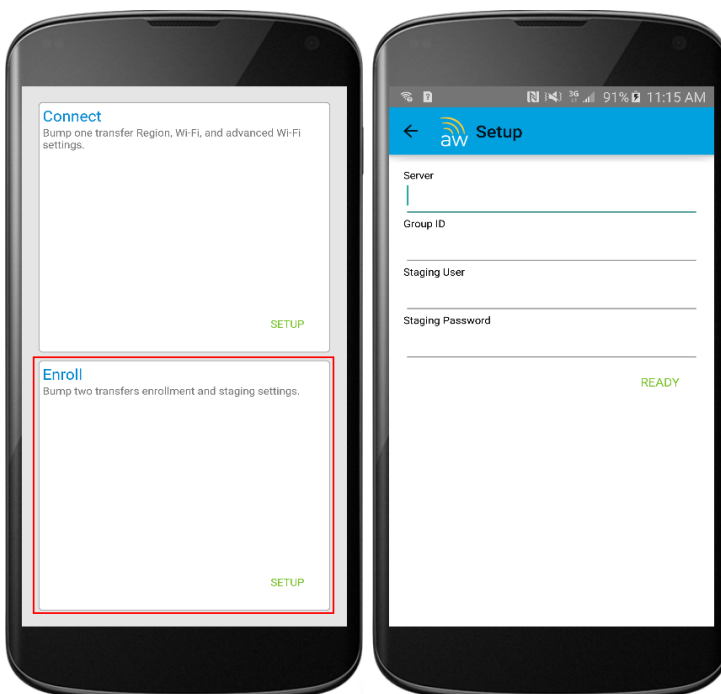 Connect
Bump one transfer Region, Wi-Fi, and advanced Wi-Fi
settings.
SETUP
Enroll
Bump two transfers enrollment and staging settings.
SETUP
3G 91% 11:15 AM
aw Setup
Server
Group ID
Staging User
Staging Password
READY